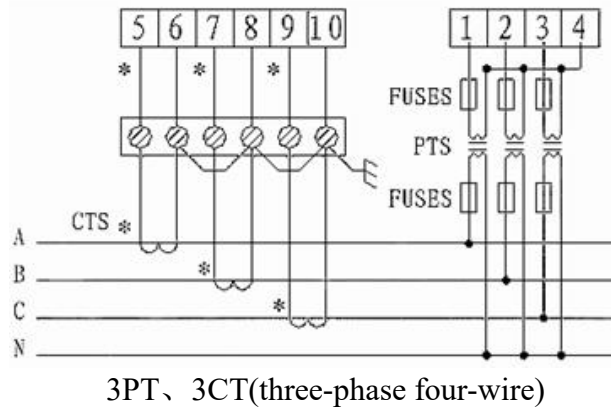 5 6 7 8 9 10
1 2 3 4
* * *
FUSES
PTS
FUSES
CTS *
A
*
B
*
C
N
3PT、3CT(three-phase four-wire)